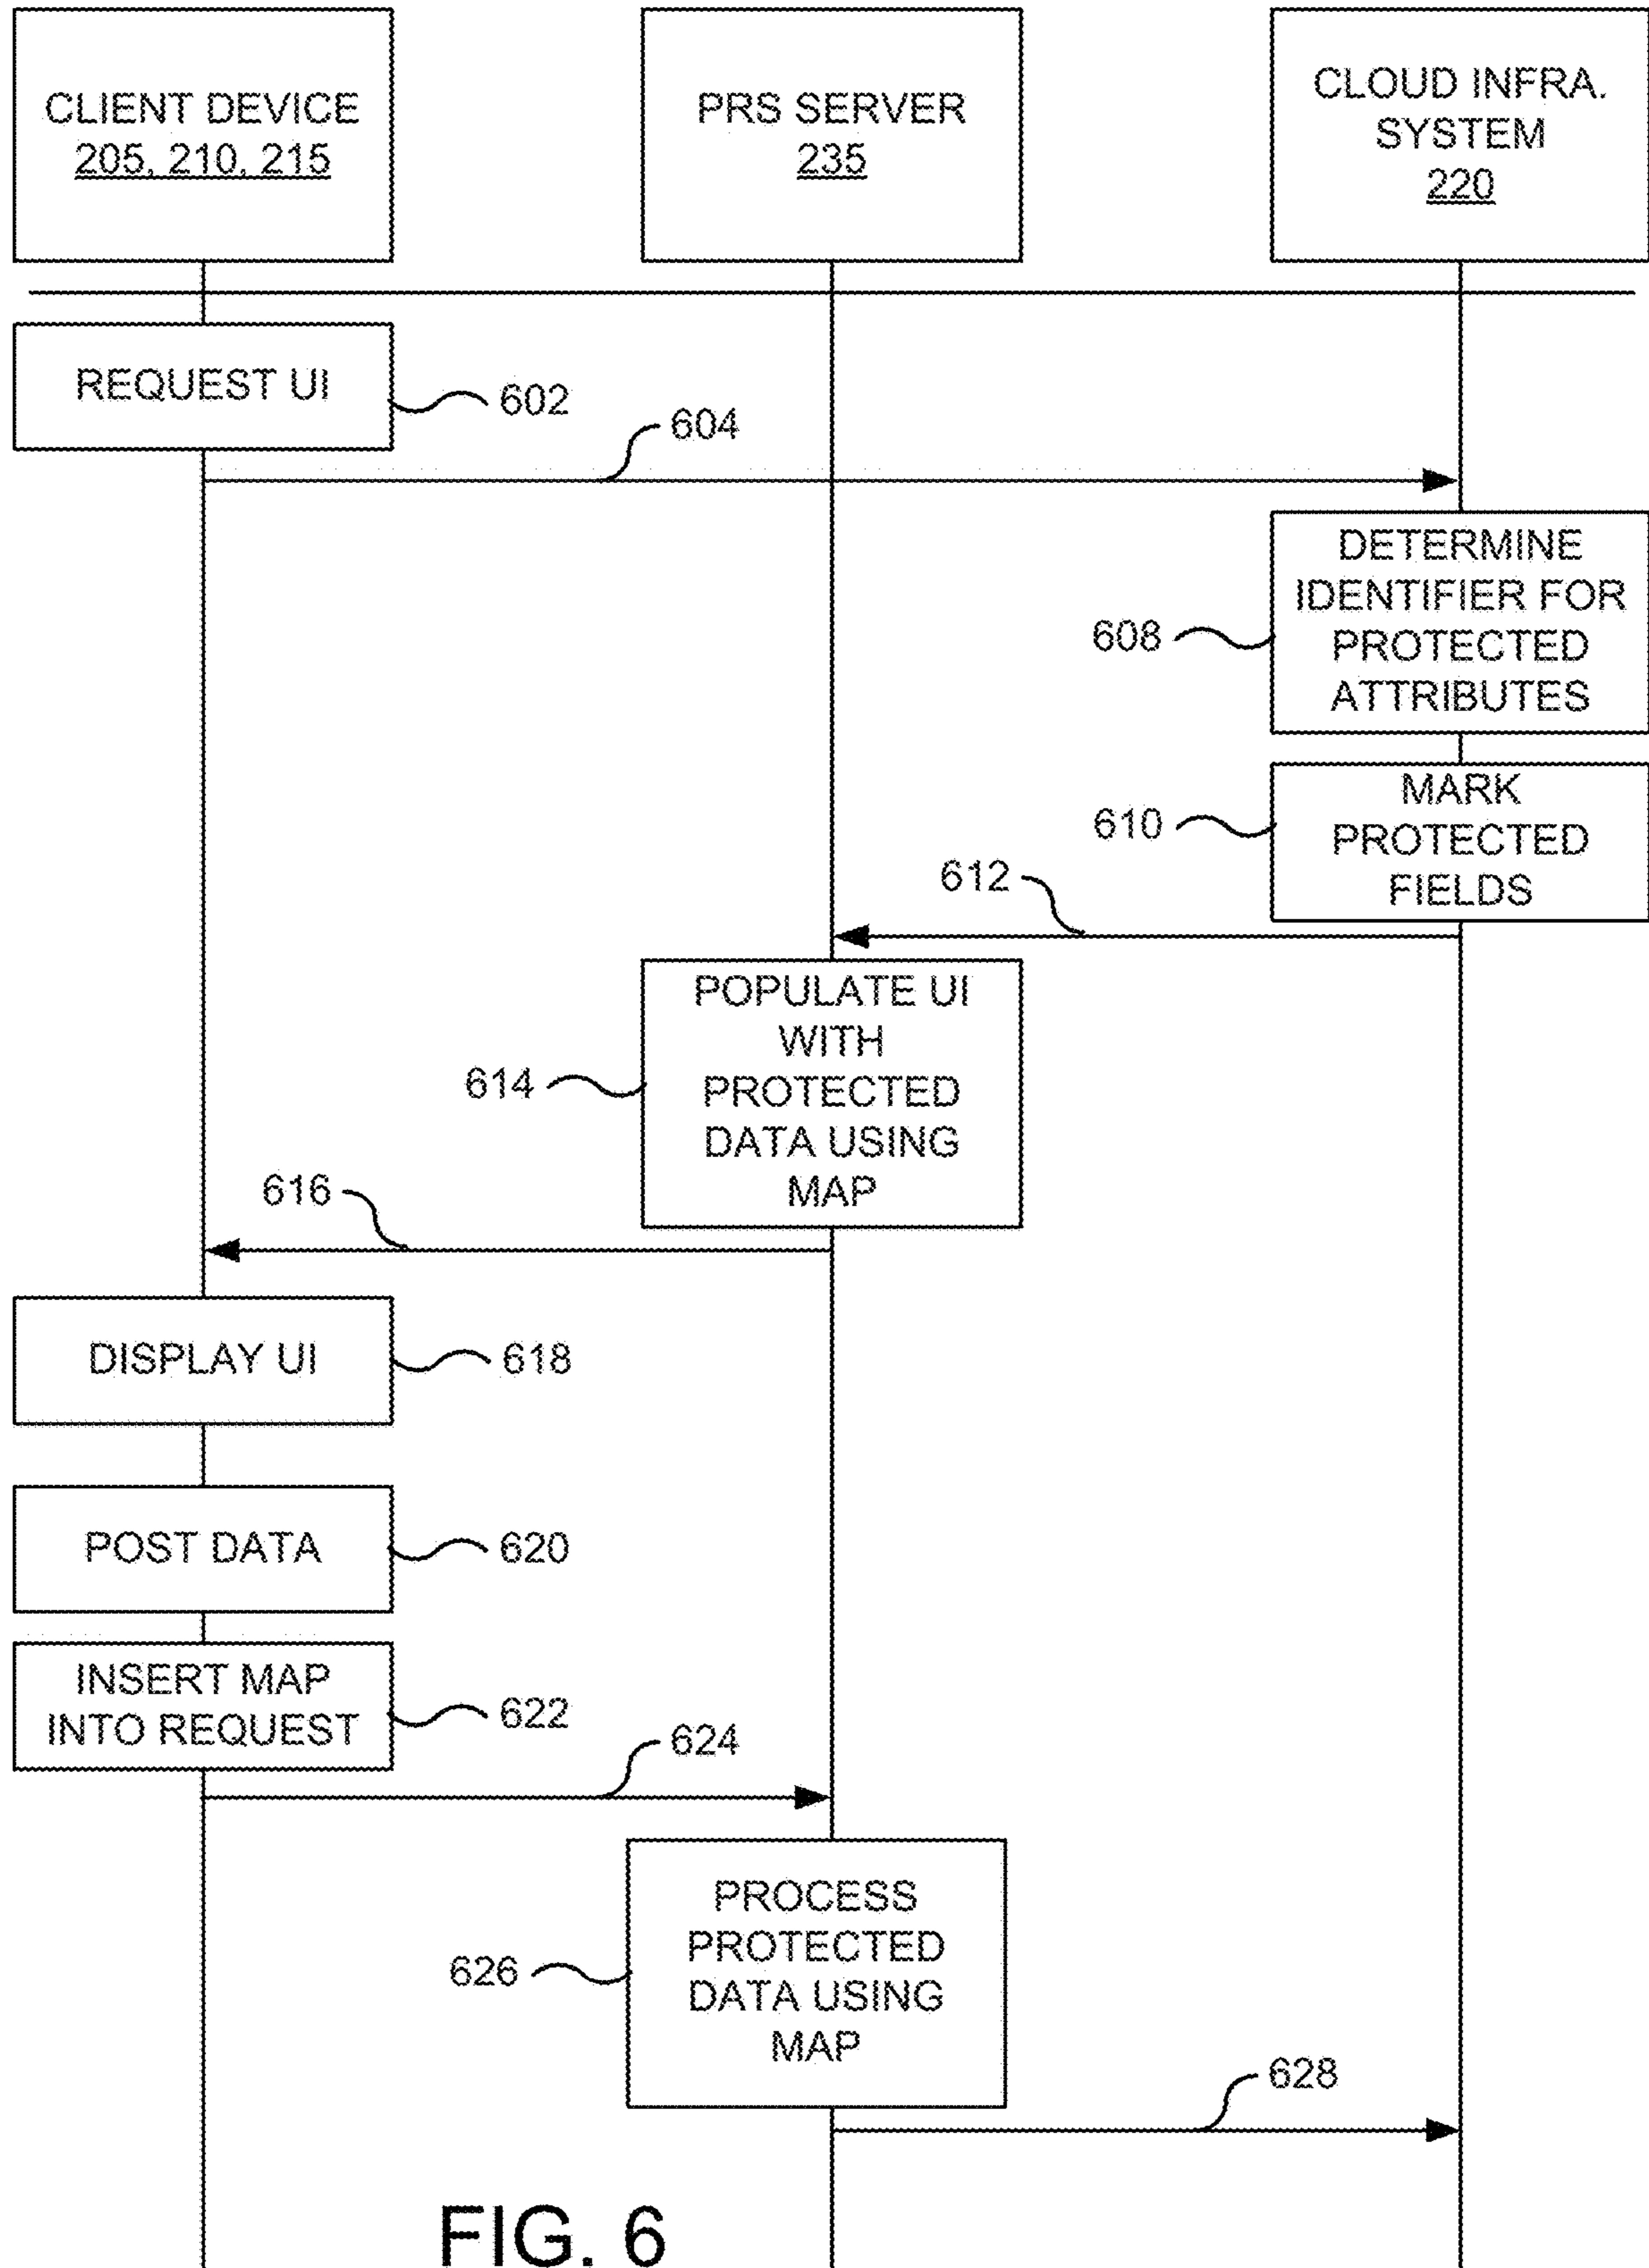 CLIENT DEVICE
205, 210, 215
PRS SERVER
235
CLOUD INFRA.
SYSTEM
220
REQUEST UI
602
604
DETERMINE
IDENTIFIER FOR
PROTECTED
ATTRIBUTES
608
MARK
PROTECTED
FIELDS
610
612
POPULATE UI
WITH
PROTECTED
DATA USING
MAP
614
616
DISPLAY UI
618
POST DATA
620
INSERT MAP
INTO REQUEST
622
624
PROCESS
PROTECTED
DATA USING
MAP
626
628
FIG. 6